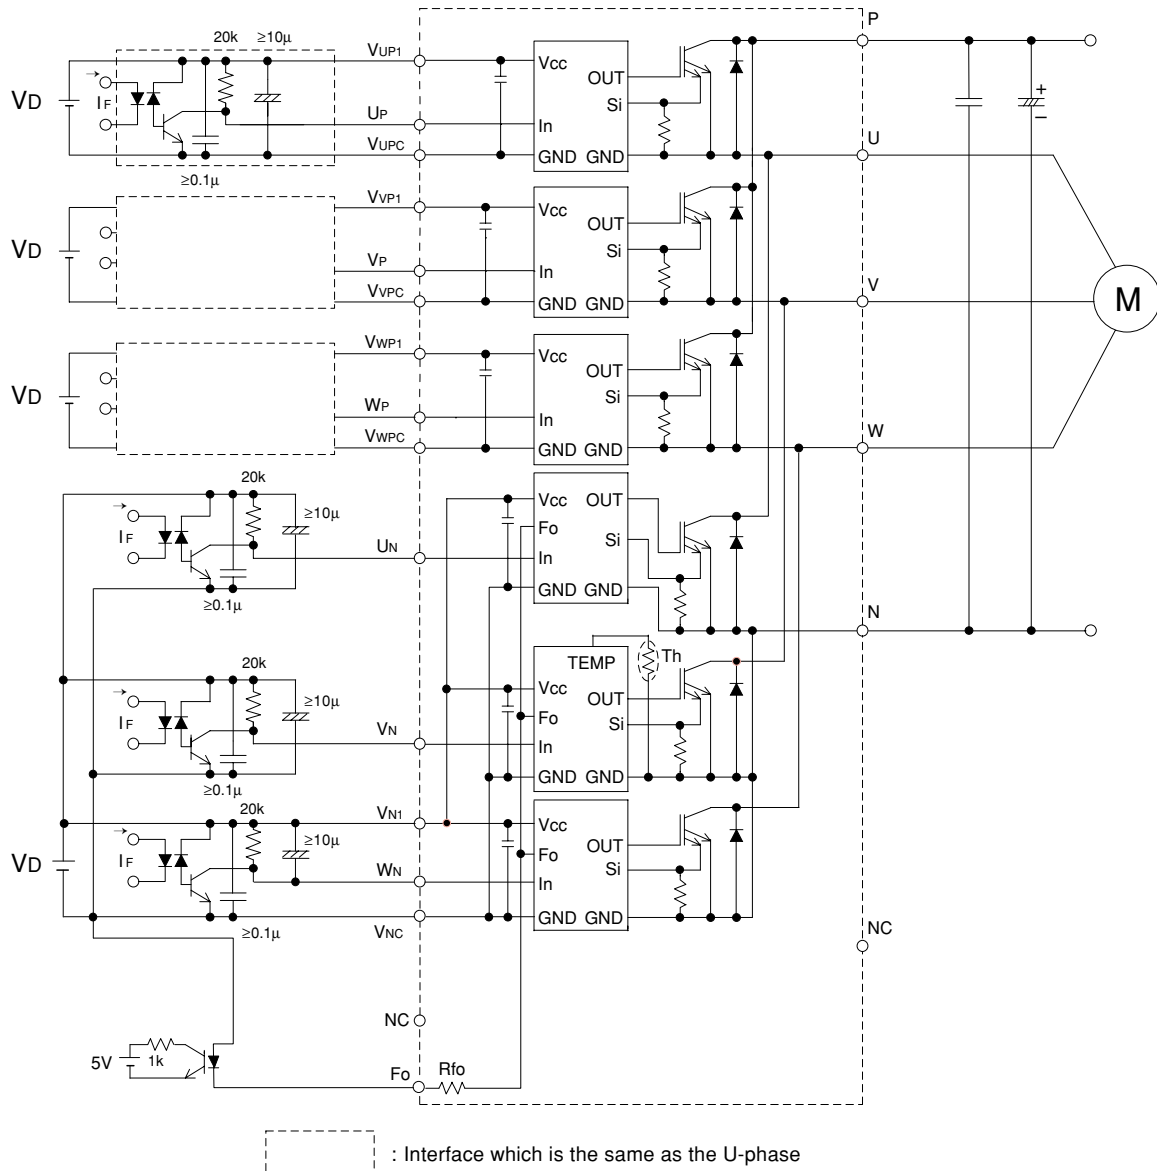 P
20k ≥10μ VUP1
Vcc
OUT
VD IF Si
UP In
VUPC GND GND U
≥0.1μ
+
−
VVP1 Vcc
OUT
VD Si
VP In
VVPC GND GND V
M
VWP1 Vcc
OUT
VD Si
WP In
VWPC GND GND W
20k
Vcc OUT
≥10μ
Fo
IF Si
UN In
GND GND
≥0.1μ N
TEMP Th
20k
Vcc
≥10μ OUT
IF Fo Si
VN In
GND GND
≥0.1μ
20k VN1 Vcc
≥10μ OUT
VD IF Fo Si
WN In
GND GND
≥0.1μ VNC
NC
NC
5V 1k
Fo Rfo
: Interface which is the same as the U-phase